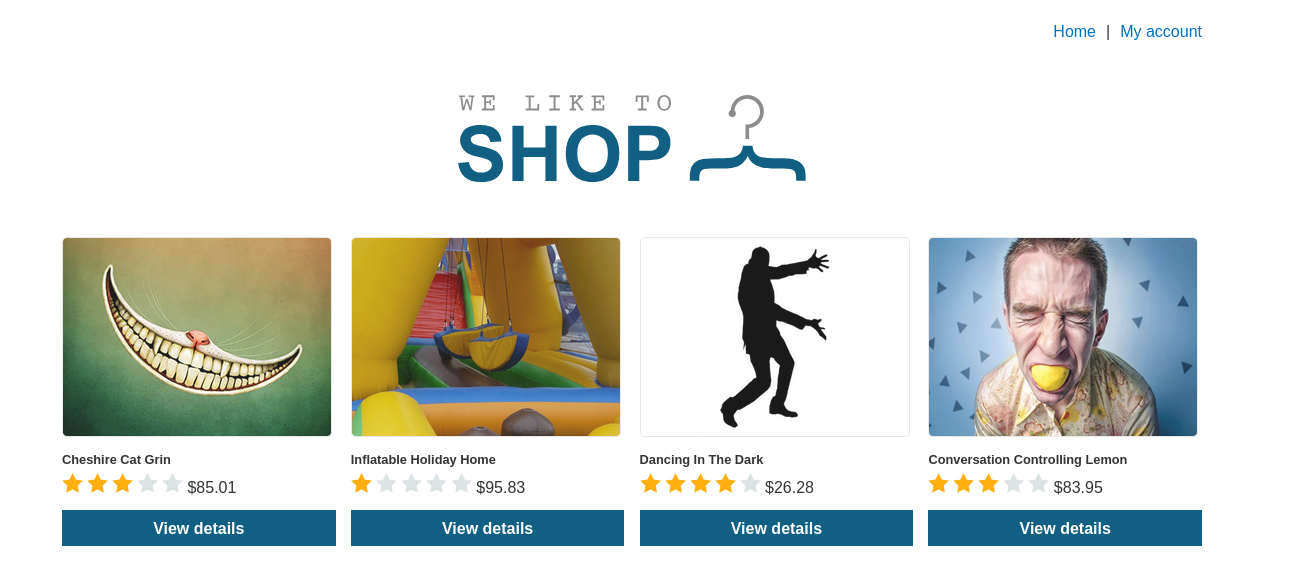 Home | My account
WE LIKE TO
SHOP
Cheshire Cat Grin
$85.01
View details
Inflatable Holiday Home
$95.83
View details
Dancing In The Dark
$26.28
View details
Conversation Controlling Lemon
$83.95
View details